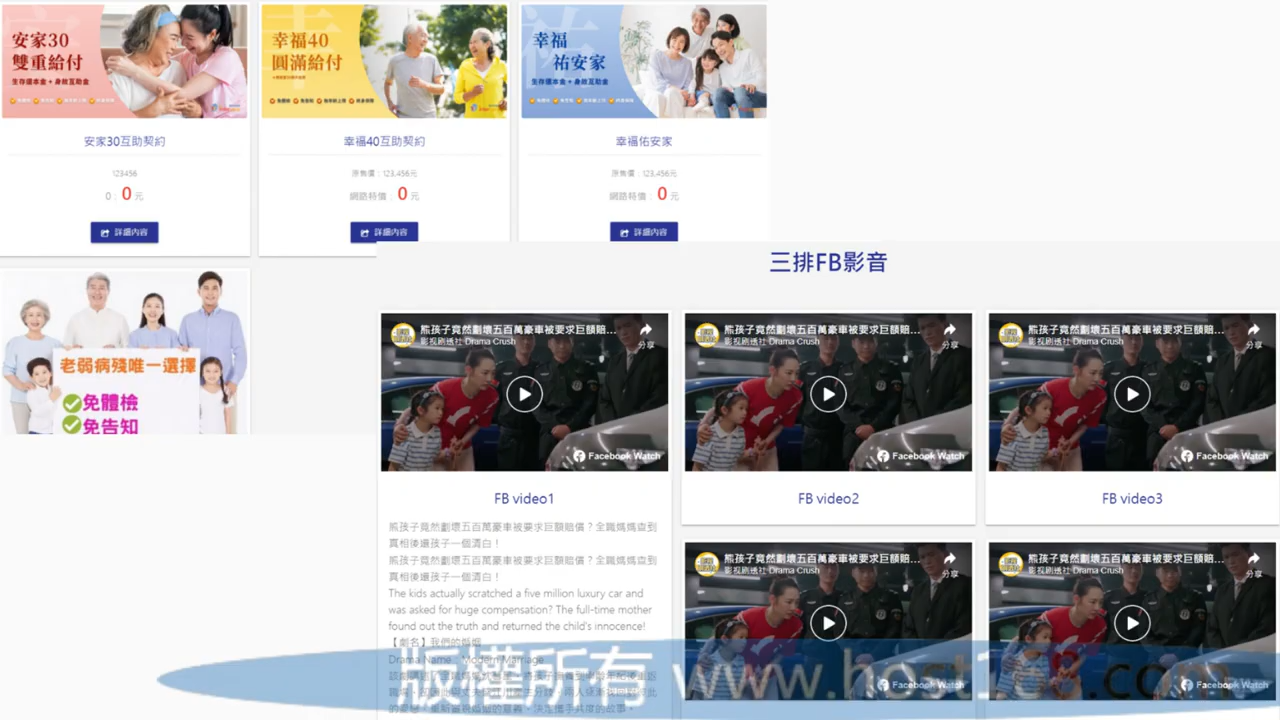 安家30
雙重給付
生存還本金 + 身故互助金
幸福40
圓滿給付
幸福
祐安家
生存還本金 + 身故互助金
安家30互助契約
123456
0: 0 元
詳細內容
幸福40互助契約
原售價：123,456元
網路特價： 0 元
詳細內容
幸福佑安家
原售價：123,456元
網路特價： 0 元
詳細內容
老弱病殘唯一選擇
免體檢
免告知
三排FB影音
熊孩子竟然劃壞五百萬豪車被要求巨額賠...
影視剧透社 Drama Crush
分享
Facebook Watch
FB video1
熊孩子竟然劃壞五百萬豪車被要求巨額賠償？全職媽媽查到
真相後還孩子一個清白！
熊孩子竟然劃壞五百萬豪車被要求巨額賠償？全職媽媽查到
真相後還孩子一個清白！
The kids actually scratched a five million luxury car and
was asked for huge compensation? The full-time mother
found out the truth and returned the child's innocence!
【劇名】我們的婚姻
Drama Name: Modern Marriage
熊孩子竟然劃壞五百萬豪車被要求巨額賠...
影視剧透社 Drama Crush
分享
Facebook Watch
FB video2
熊孩子竟然劃壞五百萬豪車被要求巨額賠...
影視剧透社 Drama Crush
分享
Facebook Watch
FB video3
熊孩子竟然劃壞五百萬豪車被要求巨額賠...
影視剧透社 Drama Crush
分享
Facebook Watch
熊孩子竟然劃壞五百萬豪車被要求巨額賠...
影視剧透社 Drama Crush
分享
Facebook Watch
版權所有 www.host178.com